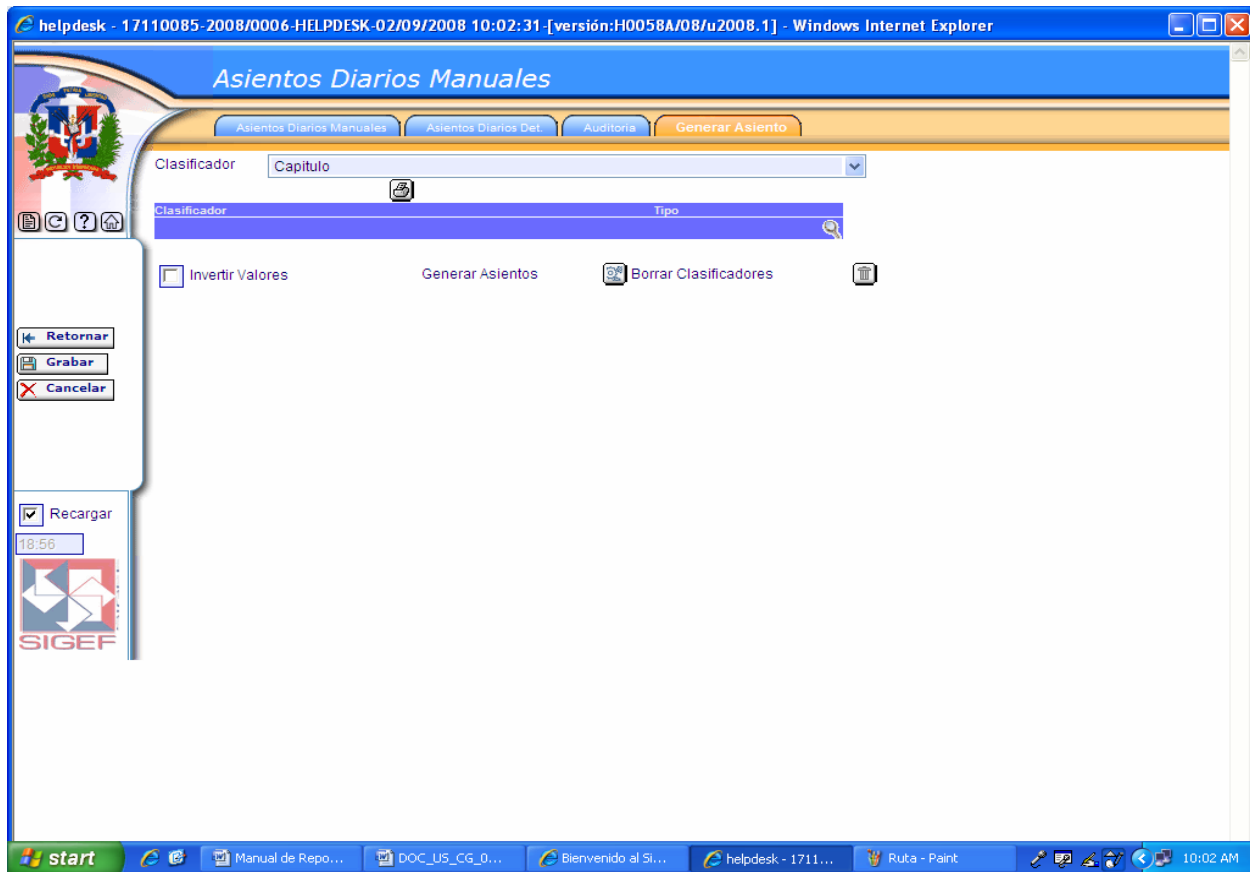 helpdesk - 17110085-2008/0006-HELPDESK-02/09/2008 10:02:31-[versión:H0058A/08/u2008.1] - Windows Internet Explorer
Asientos Diarios Manuales
Asientos Diarios Manuales Asientos Diarios Det. Auditoria Generar Asiento
Clasificador Capitulo
Clasificador Tipo
Invertir Valores Generar Asientos Borrar Clasificadores
Retornar
Grabar
Cancelar
Recargar
18:56
SIGEF
start Manual de Repo... DOC_US_CG_0... Bienvenido al Si... helpdesk - 1711... Ruta - Paint 10:02 AM